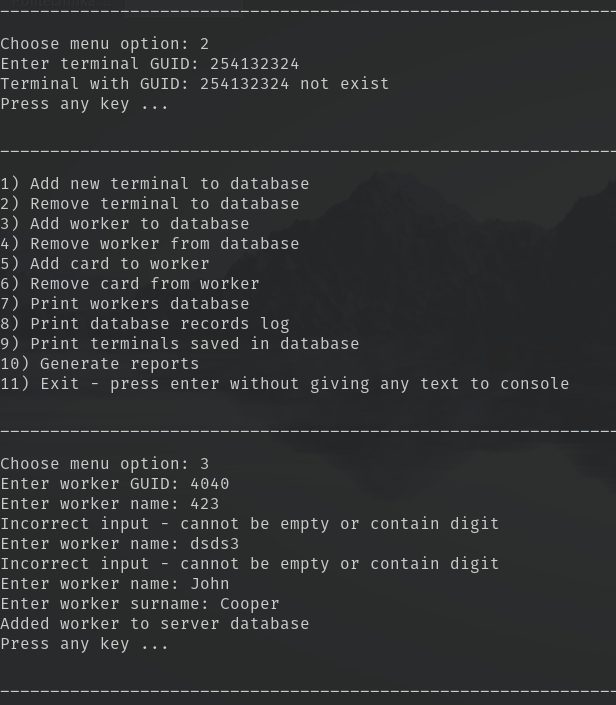 Choose menu option: 2
Enter terminal GUID: 254132324
Terminal with GUID: 254132324 not exist
Press any key ...
1) Add new terminal to database
2) Remove terminal to database
3) Add worker to database
4) Remove worker from database
5) Add card to worker
6) Remove card from worker
7) Print workers database
8) Print database records log
9) Print terminals saved in database
10) Generate reports
11) Exit - press enter without giving any text to console
Choose menu option: 3
Enter worker GUID: 4040
Enter worker name: 423
Incorrect input - cannot be empty or contain digit
Enter worker name: dsds3
Incorrect input - cannot be empty or contain digit
Enter worker name: John
Enter worker surname: Cooper
Added worker to server database
Press any key ...